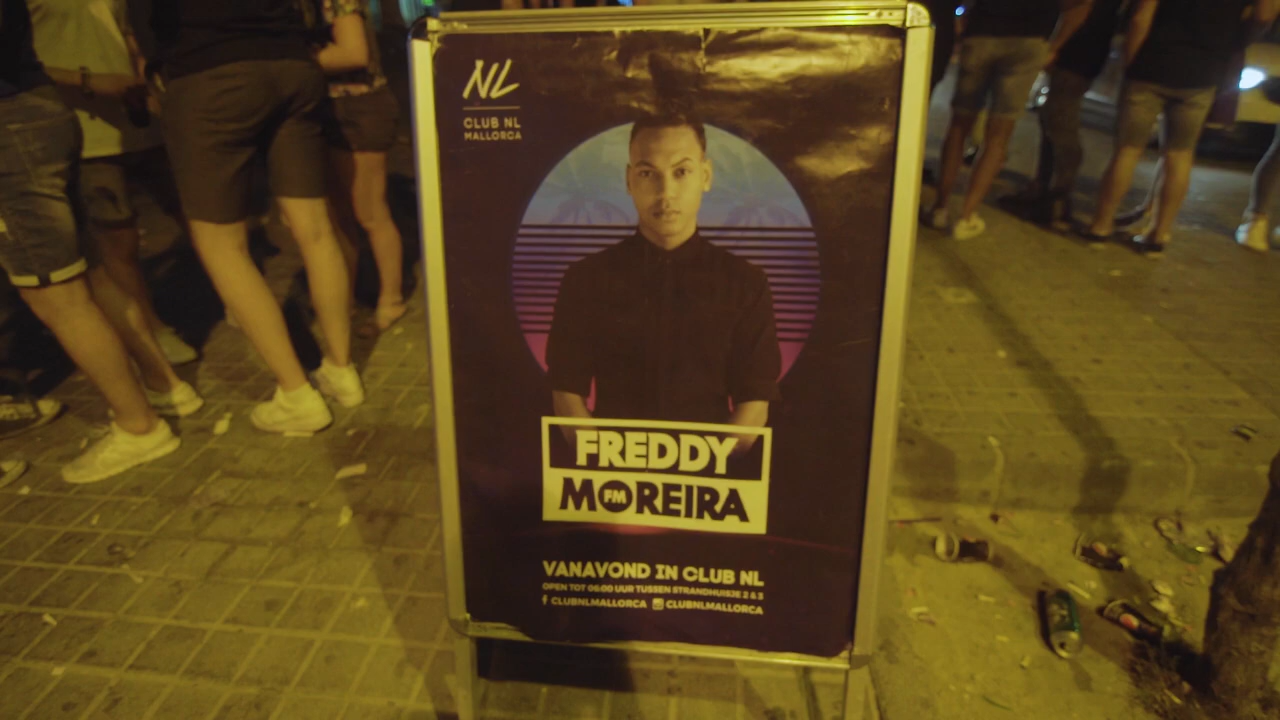 NL
CLUB NL
MALLORCA
FREDDY
MOREIRA
FM
VANAVOND IN CLUB NL
OPEN TOT 06:00 UUR TUSSEN STRANDHUISJE 2 & 3
CLUBNLMALLORCA CLUBNLMALLORCA